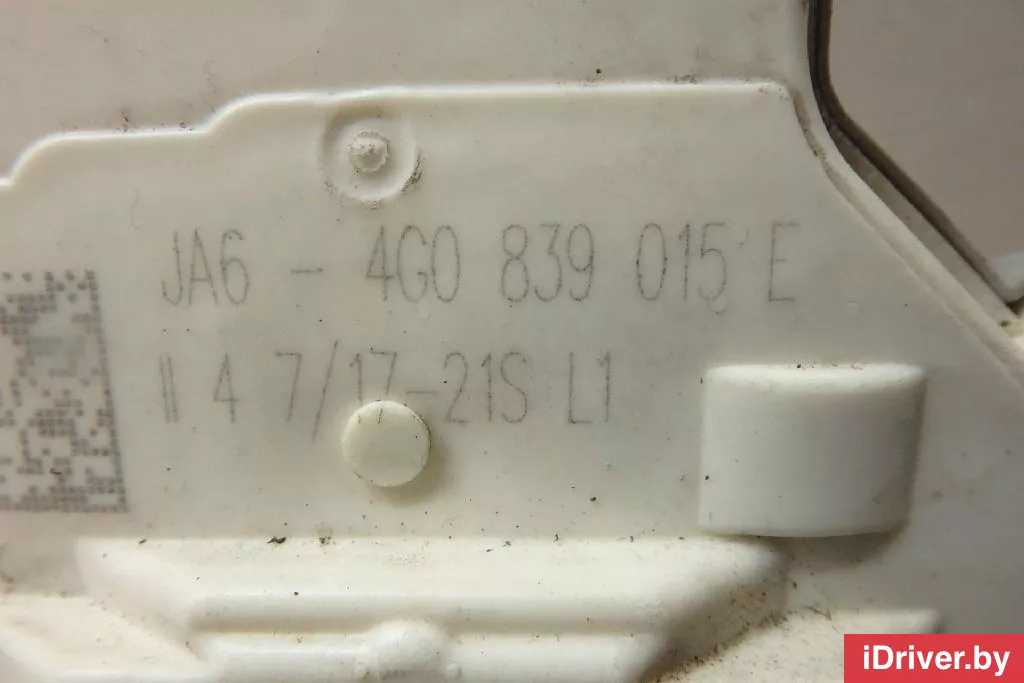 JA6 - 4G0 839 015 E
II 4 7/17-21S L1
iDriver.by